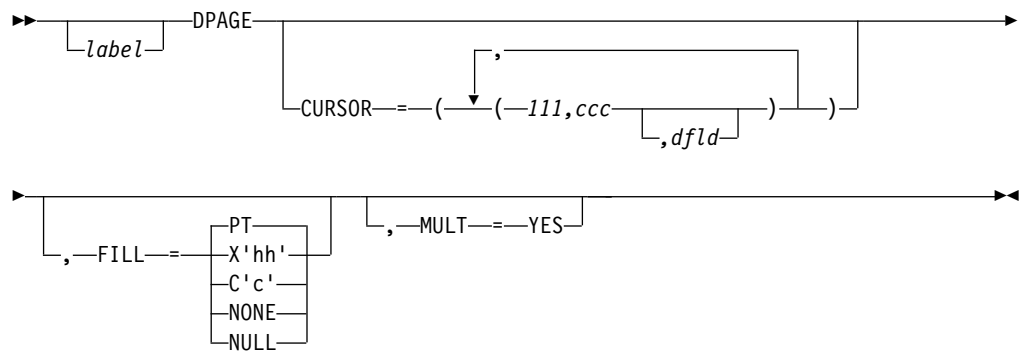 DPAGE
label
,
CURSOR = ( ( 111,ccc ) )
,dfld
PT
, FILL = X'hh'
, MULT = YES
C'c'
NONE
NULL